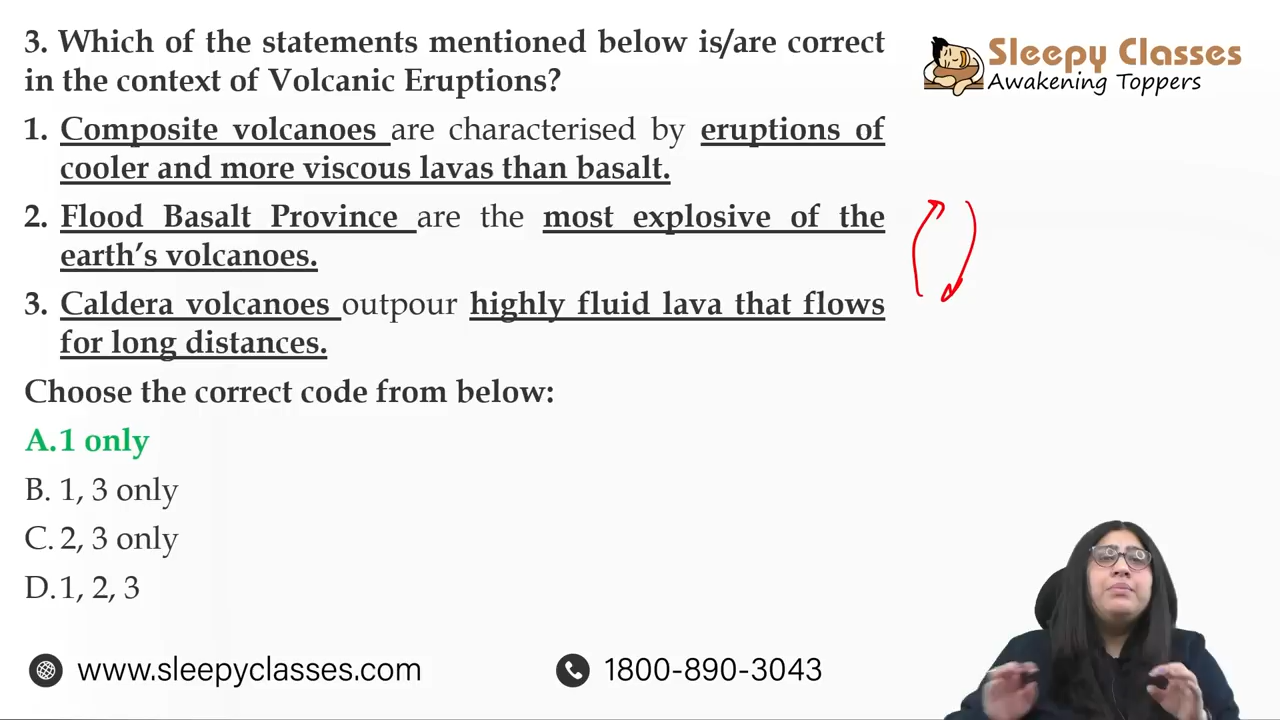 3. Which of the statements mentioned below is/are correct
in the context of Volcanic Eruptions?
1. Composite volcanoes are characterised by eruptions of
cooler and more viscous lavas than basalt.
2. Flood Basalt Province are the most explosive of the
earth’s volcanoes.
3. Caldera volcanoes outpour highly fluid lava that flows
for long distances.
Choose the correct code from below:
A. 1 only
B. 1, 3 only
C. 2, 3 only
D. 1, 2, 3
Sleepy Classes
Awakening Toppers
www.sleepyclasses.com
1800-890-3043